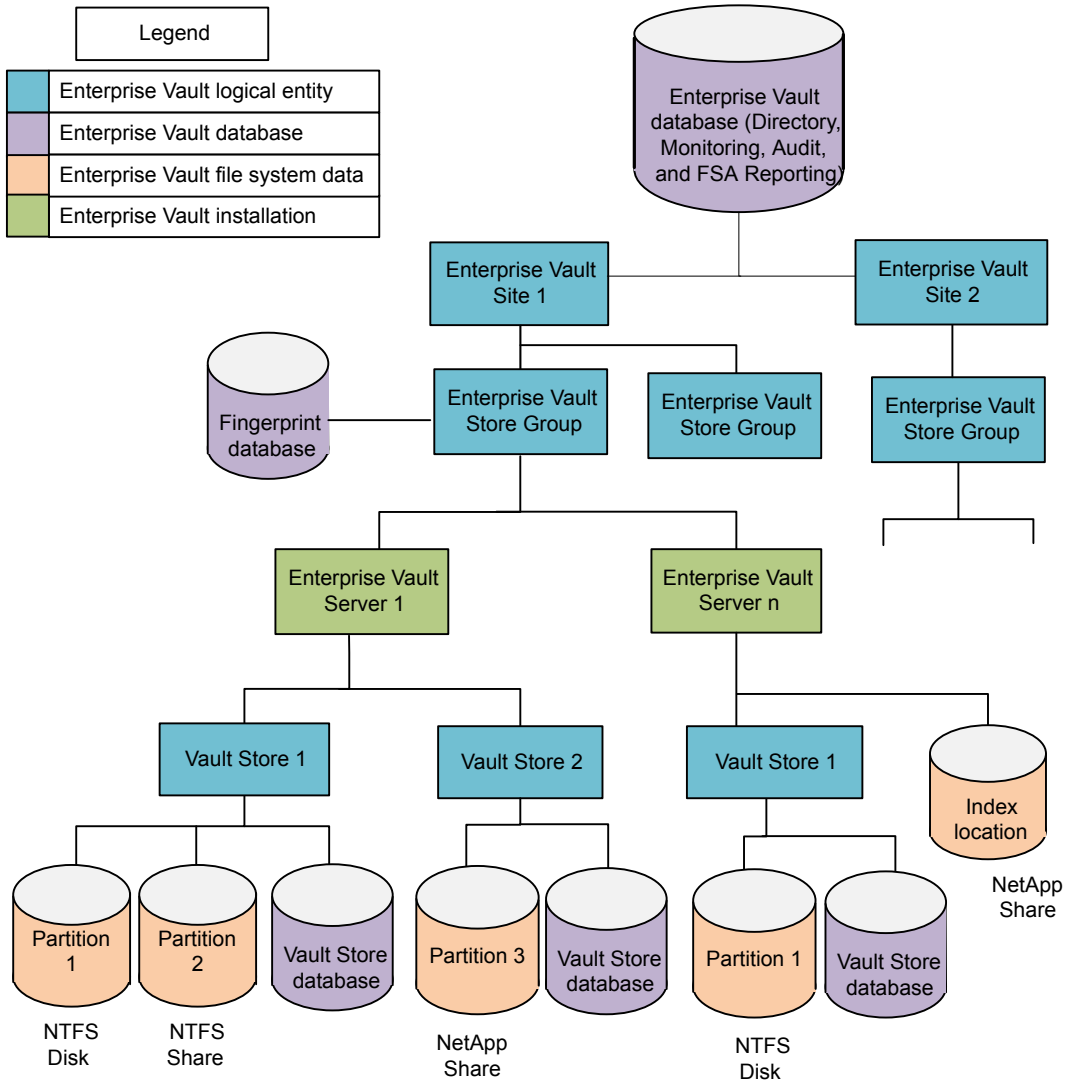 Legend
Enterprise Vault logical entity
Enterprise Vault database
Enterprise Vault file system data
Enterprise Vault installation
Enterprise Vault
database (Directory,
Monitoring, Audit,
and FSA Reporting)
Enterprise Vault
Site 1
Enterprise Vault
Site 2
Fingerprint
database
Enterprise Vault
Store Group
Enterprise Vault
Store Group
Enterprise Vault
Store Group
Enterprise Vault
Server 1
Enterprise Vault
Server n
Vault Store 1
Vault Store 2
Vault Store 1
Index
location
NetApp
Share
Partition
1
Partition
2
Vault Store
database
Partition 3
Vault Store
database
Partition 1
Vault Store
database
NTFS
Disk
NTFS
Share
NetApp
Share
NTFS
Disk